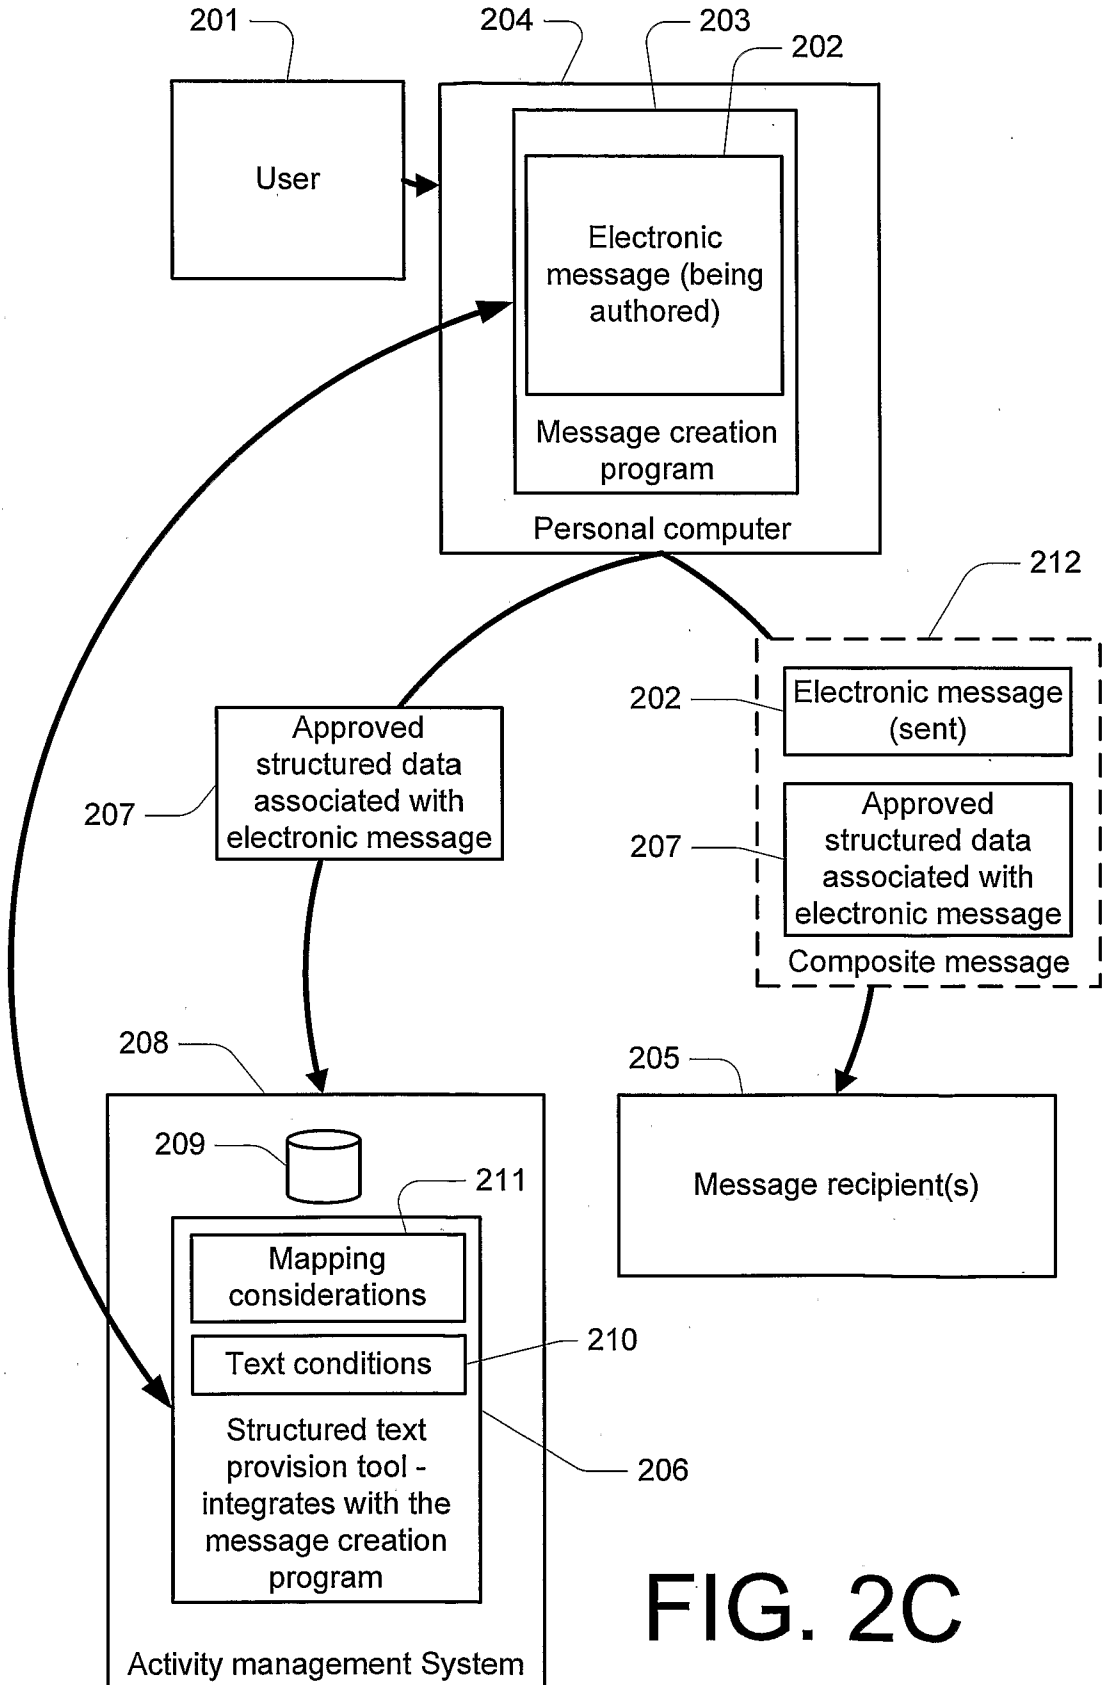 201
204
203
202
User
Electronic
message (being
authored)
Message creation
program
Personal computer
212
202
Electronic message
(sent)
Approved
structured data
associated with
electronic message
207
207
Approved
structured data
associated with
electronic message
Composite message
208
205
209
211
Message recipient(s)
Mapping
considerations
210
Text conditions
Structured text
provision tool -
integrates with the
message creation
program
206
Activity management System
FIG. 2C